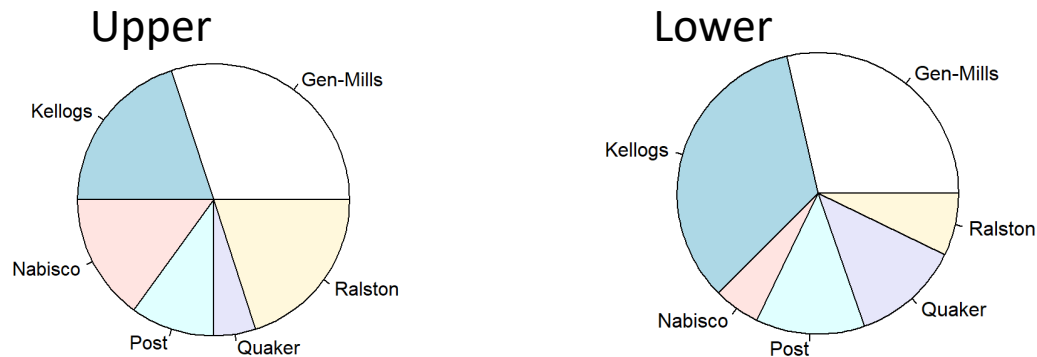 Upper
Gen-Mills
Kellogs
Nabisco
Post
Quaker
Ralston
Lower
Gen-Mills
Kellogs
Nabisco
Post
Quaker
Ralston